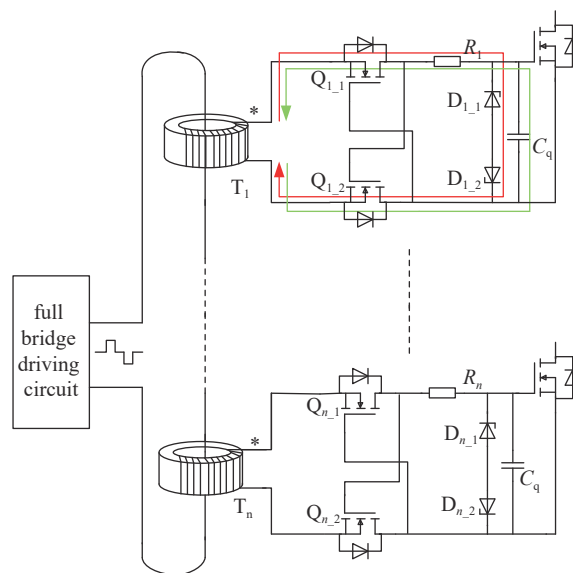 *
Q1_1
R1
D1_1
Cq
T1
Q1_2
D1_2
full
bridge
driving
circuit
*
Qn_1
Rn
Dn_1
Cq
Tn
Qn_2
Dn_2